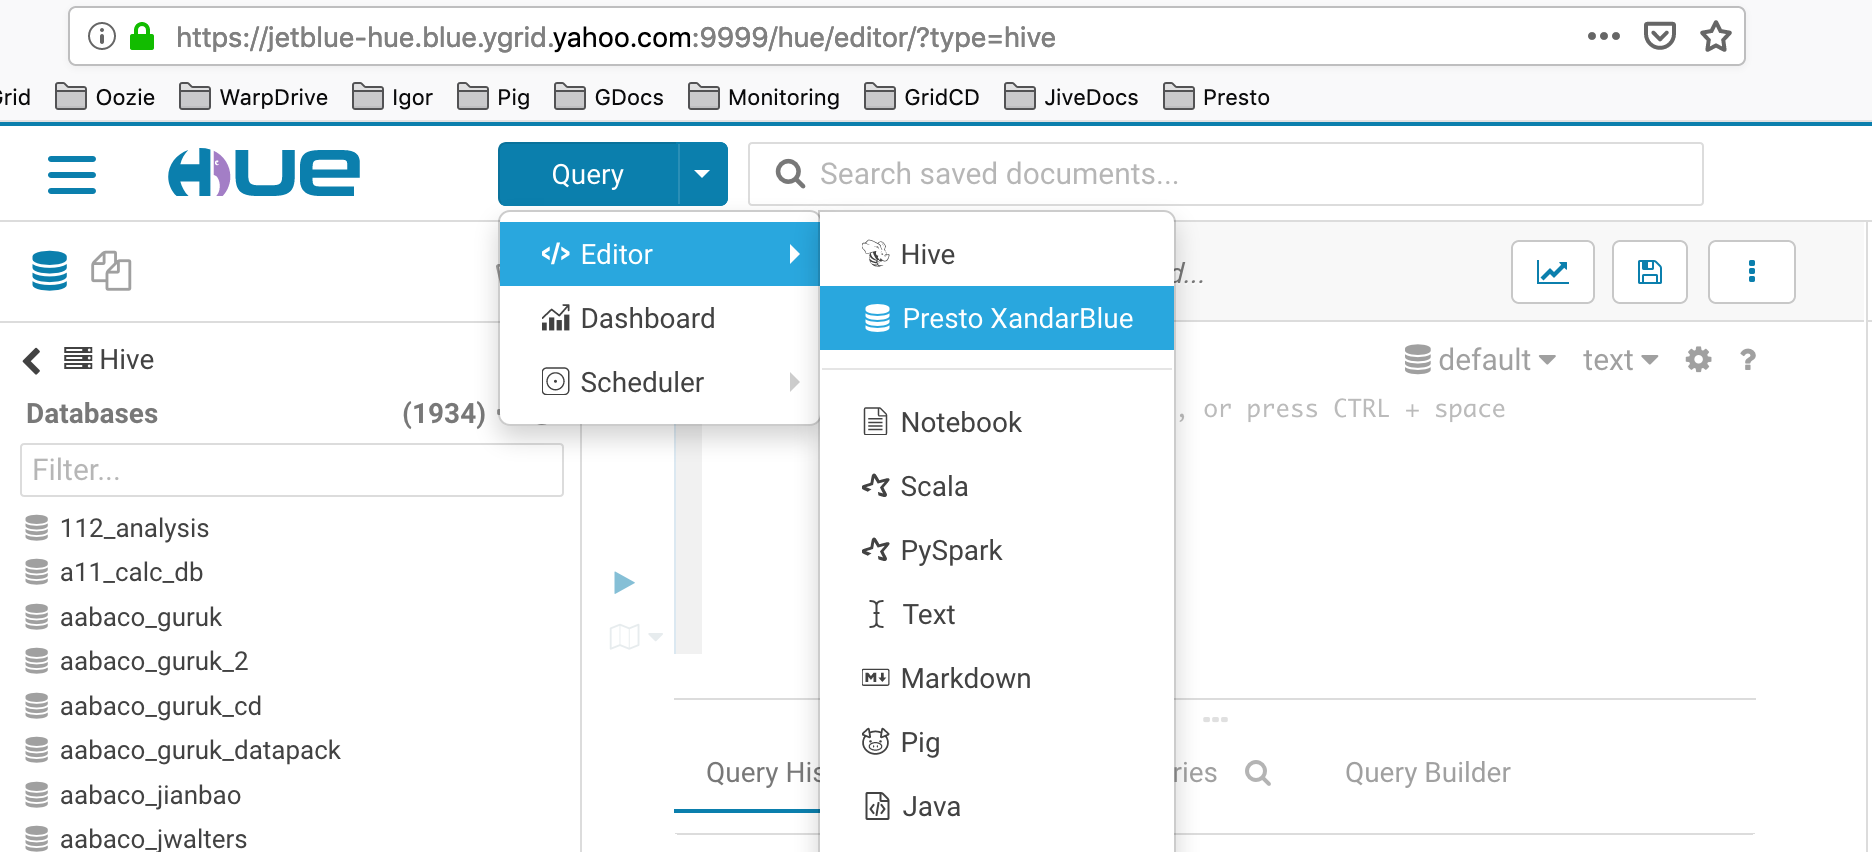 https://jetblue-hue.blue.ygrid.yahoo.com:9999/hue/editor/?type=hive
rid Oozie WarpDrive Igor Pig GDocs Monitoring GridCD JiveDocs Presto
HUE Query Search saved documents...
Editor Hive d...
Dashboard Presto XandarBlue
Scheduler
Hive default text ?
Databases (1934)
, or press CTRL + space
Filter...
Notebook
Scala
PySpark
Text
Markdown
Pig
Java
112_analysis
a11_calc_db
aabaco_guruk
aabaco_guruk_2
aabaco_guruk_cd
aabaco_guruk_datapack
aabaco_jianbao
aabaco_jwalters
Query His ries Query Builder